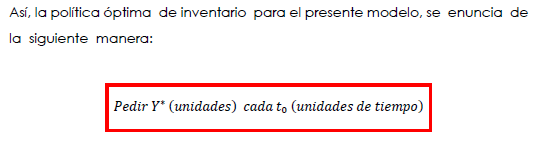 Así, la política óptima de inventario para el presente modelo, se enuncia de
la siguiente manera:
Pedir Y* (unidades) cada t₀ (unidades de tiempo)